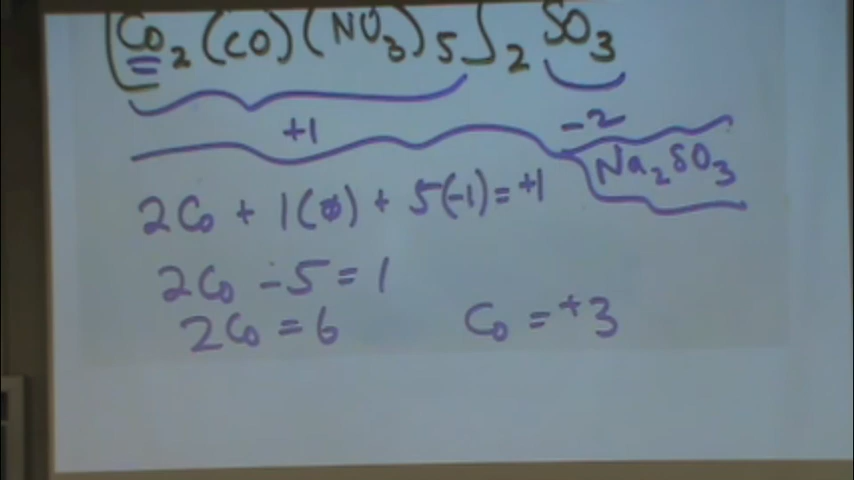 [Co₂(CO)(NO₃)₅]₂ SO₃
+1 -2
Na₂SO₃
2Co + 1(0) + 5(-1) = +1
2Co - 5 = 1
2Co = 6 Co = +3